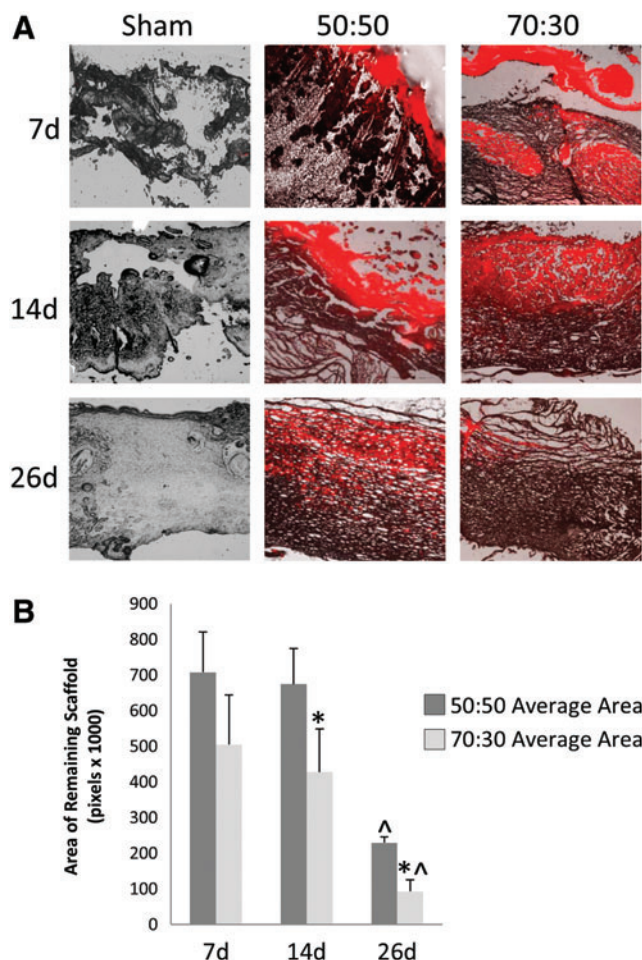 A
Sham 50:50 70:30
7d
14d
26d
B
900
800
700
600
500
400
300
200
100
0
Area of Remaining Scaffold
(pixels x 1000)
*
^
*^
7d 14d 26d
50:50 Average Area
70:30 Average Area